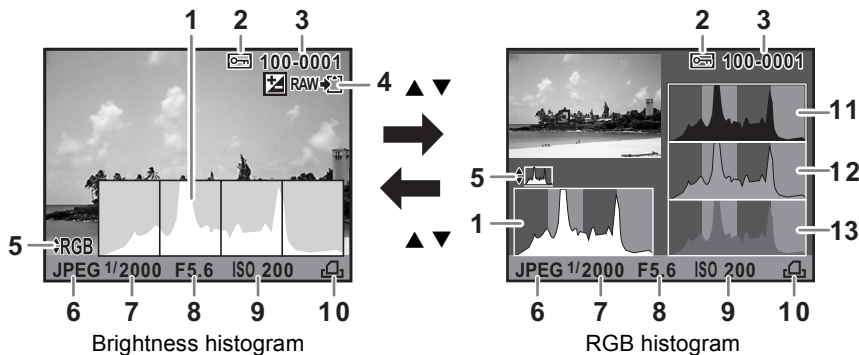 1
2 3
100-0001
RAW
4
5
RGB
JPEG 1/2000 F5.6 ISO 200
6 7 8 9 10
Brightness histogram
▲ ▼
▲ ▼
2 3
100-0001
11
12
13
5
1
JPEG 1/2000 F5.6 ISO 200
6 7 8 9 10
RGB histogram